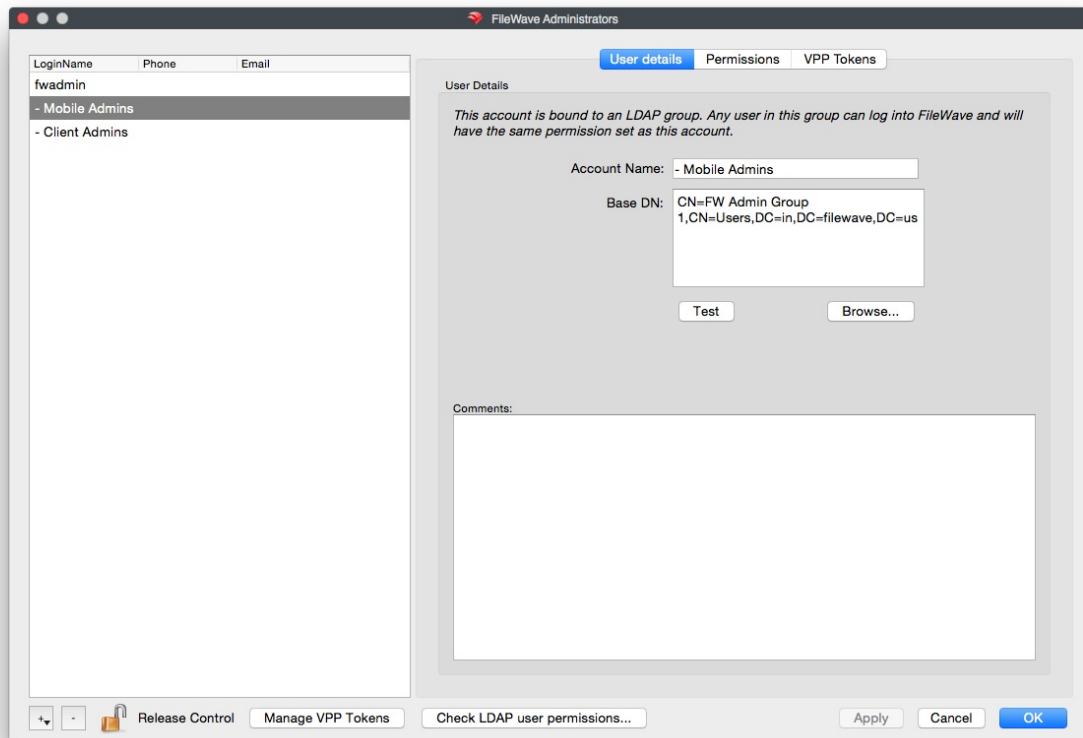 FileWave Administrators
LoginName Phone Email
fwadmin
- Mobile Admins
- Client Admins
User details Permissions VPP Tokens
User Details
This account is bound to an LDAP group. Any user in this group can log into FileWave and will
have the same permission set as this account.
Account Name: - Mobile Admins
Base DN: CN=FW Admin Group
1,CN=Users,DC=in,DC=filewave,DC=us
Test Browse...
Comments:
+ - Release Control Manage VPP Tokens Check LDAP user permissions... Apply Cancel OK